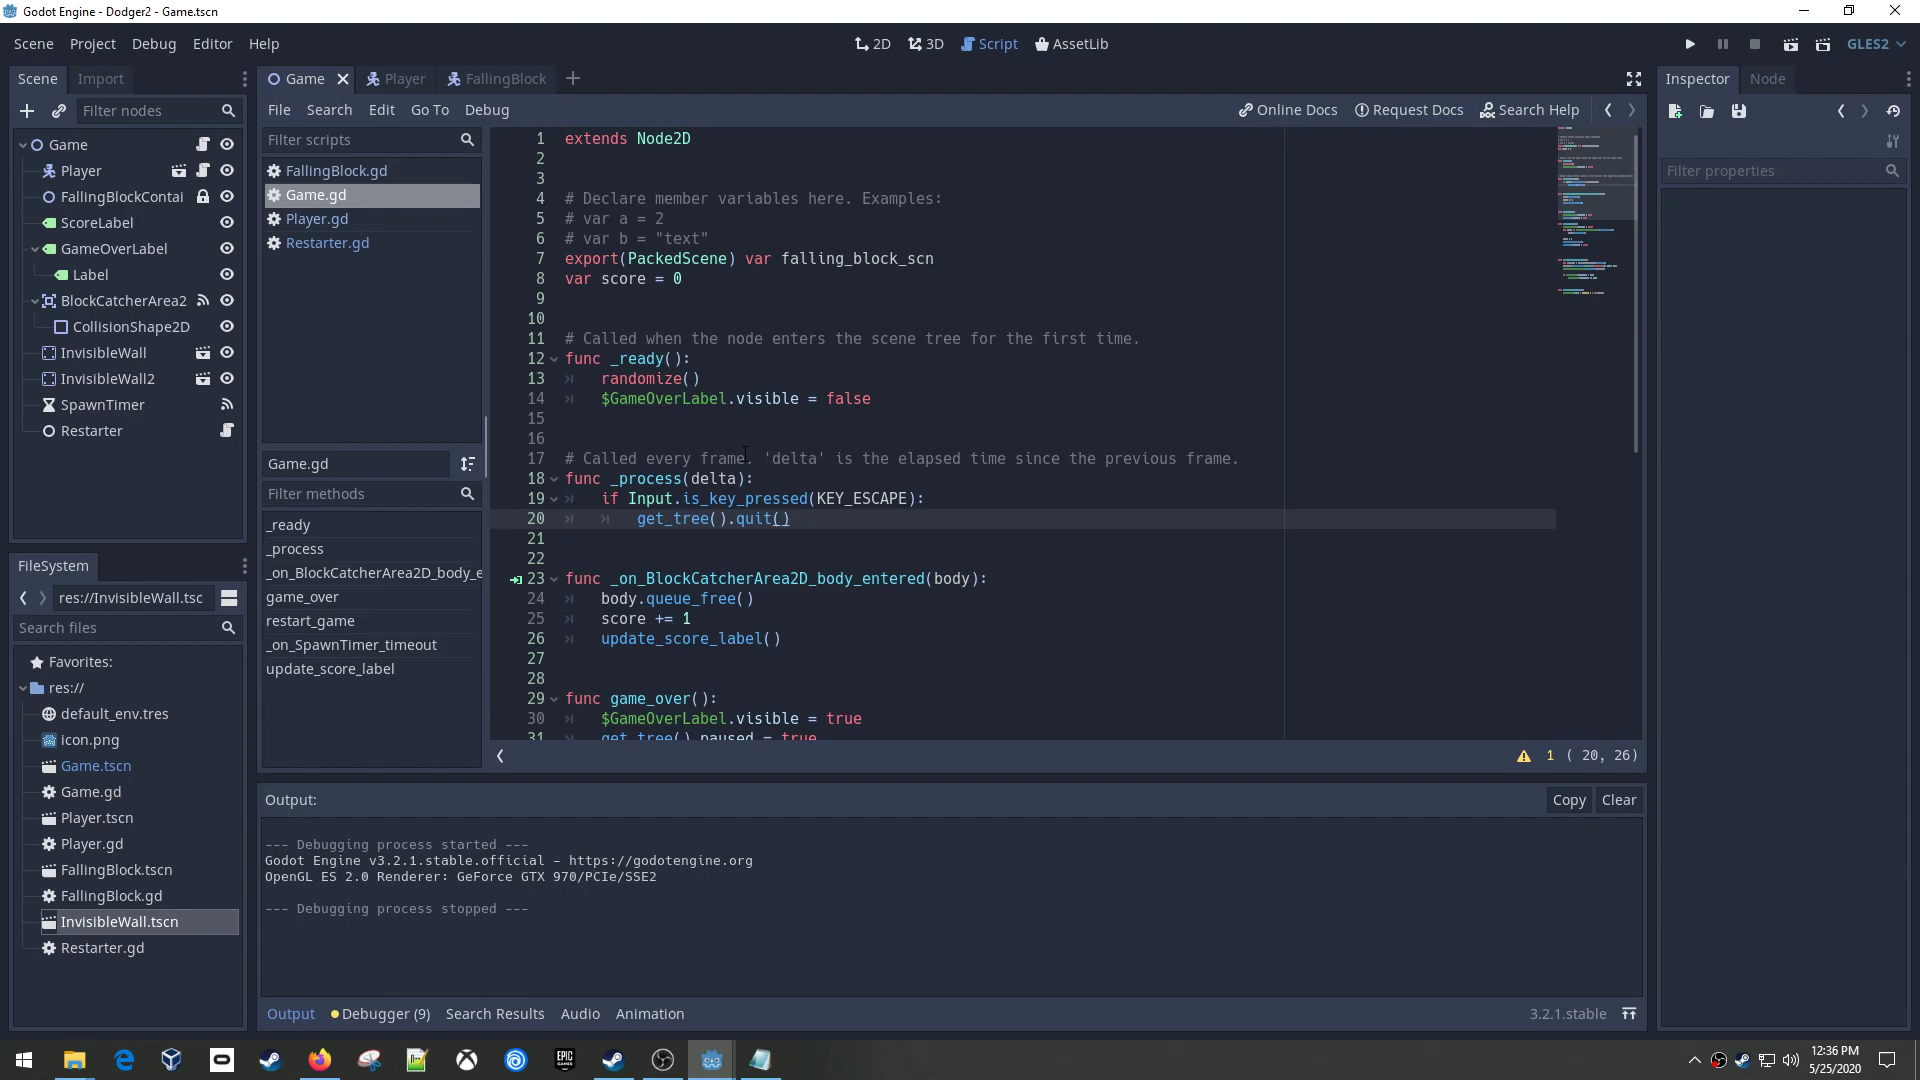 Godot Engine - Dodger2 - Game.tscn
Scene Project Debug Editor Help
2D 3D Script AssetLib
GLES2
Scene Import
Filter nodes
Game
Player
FallingBlockContai
ScoreLabel
GameOverLabel
Label
BlockCatcherArea2
CollisionShape2D
InvisibleWall
InvisibleWall2
SpawnTimer
Restarter
FileSystem
res://InvisibleWall.tsc
Search files
Favorites:
res://
default_env.tres
icon.png
Game.tscn
Game.gd
Player.tscn
Player.gd
FallingBlock.tscn
FallingBlock.gd
InvisibleWall.tscn
Restarter.gd
Game Player FallingBlock
File Search Edit Go To Debug
Online Docs Request Docs Search Help
Filter scripts
FallingBlock.gd
Game.gd
Player.gd
Restarter.gd
Game.gd
Filter methods
_ready
_process
_on_BlockCatcherArea2D_body_e
game_over
restart_game
_on_SpawnTimer_timeout
update_score_label
1 extends Node2D
2
3
4 # Declare member variables here. Examples:
5 # var a = 2
6 # var b = "text"
7 export(PackedScene) var falling_block_scn
8 var score = 0
9
10
11 # Called when the node enters the scene tree for the first time.
12 func _ready():
13 randomize()
14 $GameOverLabel.visible = false
15
16
17 # Called every frame. 'delta' is the elapsed time since the previous frame.
18 func _process(delta):
19 if Input.is_key_pressed(KEY_ESCAPE):
20 get_tree().quit()
21
22
23 func _on_BlockCatcherArea2D_body_entered(body):
24 body.queue_free()
25 score += 1
26 update_score_label()
27
28
29 func game_over():
30 $GameOverLabel.visible = true
31 get_tree().paused = true
1 ( 20, 26)
Output:
Copy Clear
--- Debugging process started ---
Godot Engine v3.2.1.stable.official - https://godotengine.org
OpenGL ES 2.0 Renderer: GeForce GTX 970/PCIe/SSE2
--- Debugging process stopped ---
Output Debugger (9) Search Results Audio Animation
3.2.1.stable
Inspector Node
Filter properties
EPIC
GAMES
12:36 PM
5/25/2020